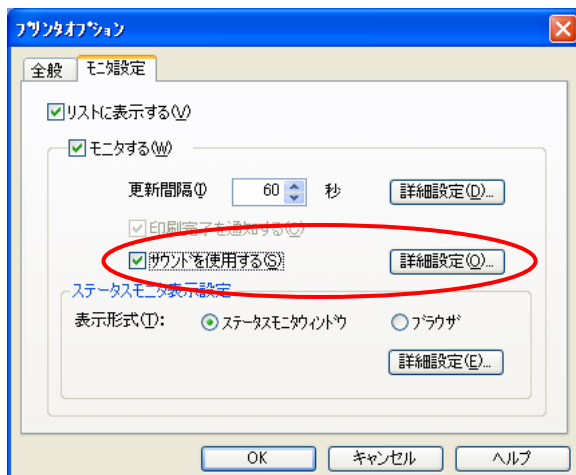 プリンタオプション
全般 モニタ設定
リストに表示する(V)
モニタする(W)
更新間隔(I) 60 秒 詳細設定(D)...
印刷完了を通知する(C)
サウンドを使用する(S) 詳細設定(O)...
ステータスモニタ表示設定
表示形式(T): ステータスモニタウィンドウ ブラウザ
詳細設定(E)...
OK キャンセル ヘルプ